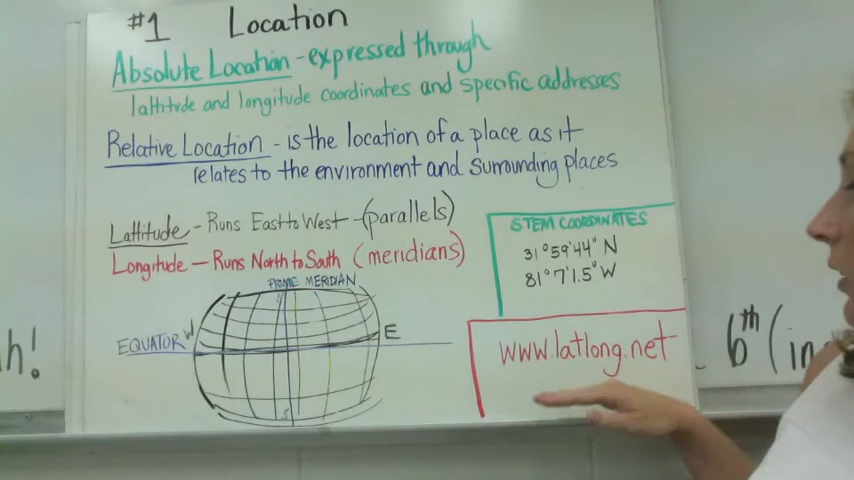 #1 Location
Absolute Location - expressed through
lattitude and longitude coordinates and specific addresses
Relative Location - is the location of a place as it
relates to the environment and surrounding places
Lattitude - Runs East to West - (parallels)
Longitude - Runs North to South (meridians)
PRIME MERIDIAN
W
E
EQUATOR
STEM COORDINATES
31°59'44" N
81°7'1.5" W
www.latlong.net
h!
6th (in